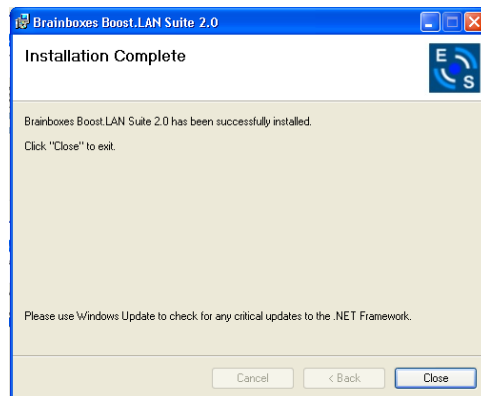 Brainboxes Boost.LAN Suite 2.0
Installation Complete
E
S
Brainboxes Boost.LAN Suite 2.0 has been successfully installed.
Click "Close" to exit.
Please use Windows Update to check for any critical updates to the .NET Framework.
Cancel
< Back
Close